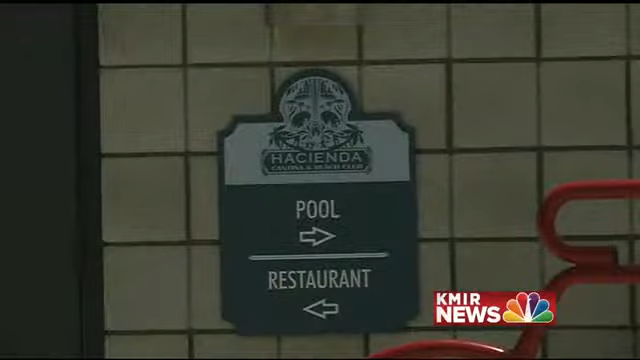 HACIENDA
CANTINA & BEACH CLUB
POOL
RESTAURANT
KMIR
NEWS